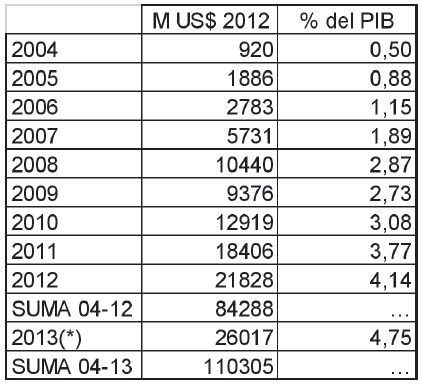 M US$ 2012 % del PIB
2004 920 0,50
2005 1886 0,88
2006 2783 1,15
2007 5731 1,89
2008 10440 2,87
2009 9376 2,73
2010 12919 3,08
2011 18406 3,77
2012 21828 4,14
SUMA 04-12 84288 ...
2013(*) 26017 4,75
SUMA 04-13 110305 ...